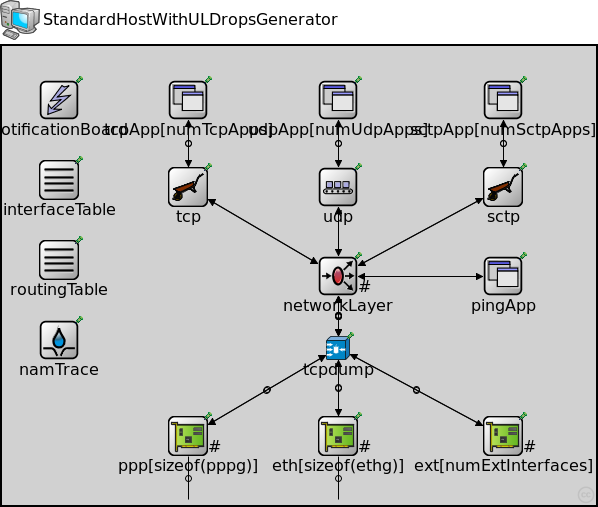 StandardHostWithULDropsGenerator
otificationBoard
tcpApp[numTcpApps]
udpApp[numUdpApps]
sctpApp[numSctpApps]
interfaceTable
tcp
udp
sctp
routingTable
#
networkLayer
pingApp
namTrace
tcpdump
#
#
#
ppp[sizeof(pppg)]
eth[sizeof(ethg)]
ext[numExtInterfaces]
cc